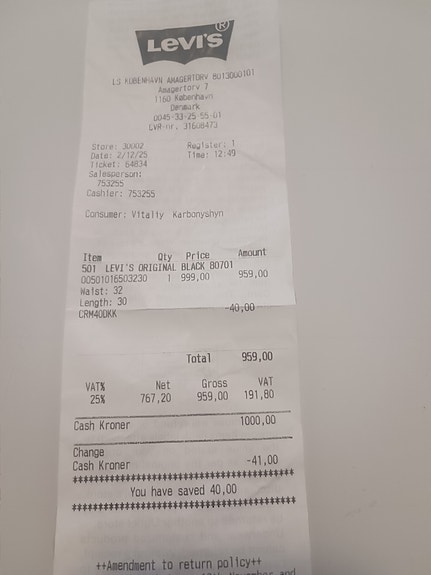 LEVI'S ®
LS KØBENHAVN AMAGERTORV 8013000101
Amagertorv 7
1160 København
Denmark
0045-33-25-55-01
CVR-nr.
Store: 30002 Register: 1
Date: 2/12/25 Time: 12:49
Ticket: 64834
Salesperson:
753255
Cashier: 753255
Consumer: Vitaliy Karbonyshyn
Item Qty Price Amount
501 LEVI'S ORIGINAL BLACK 80701
00501016503230 1 999,00 959,00
Waist: 32
Length: 30
CRM40DKK -40,00
Total 959,00
VAT% Net Gross VAT
25% 767,20 959,00 191,80
Cash Kroner 1000,00
Change
Cash Kroner -41,00
************************************
You have saved 40,00
************************************
++Amendment to return policy++